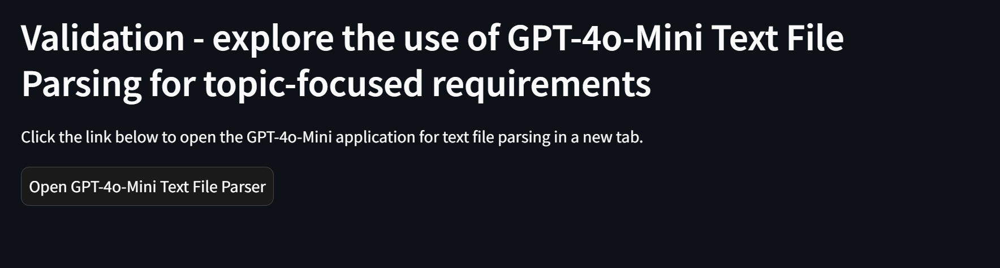 Validation - explore the use of GPT-4o-Mini Text File
Parsing for topic-focused requirements
Click the link below to open the GPT-4o-Mini application for text file parsing in a new tab.
Open GPT-4o-Mini Text File Parser